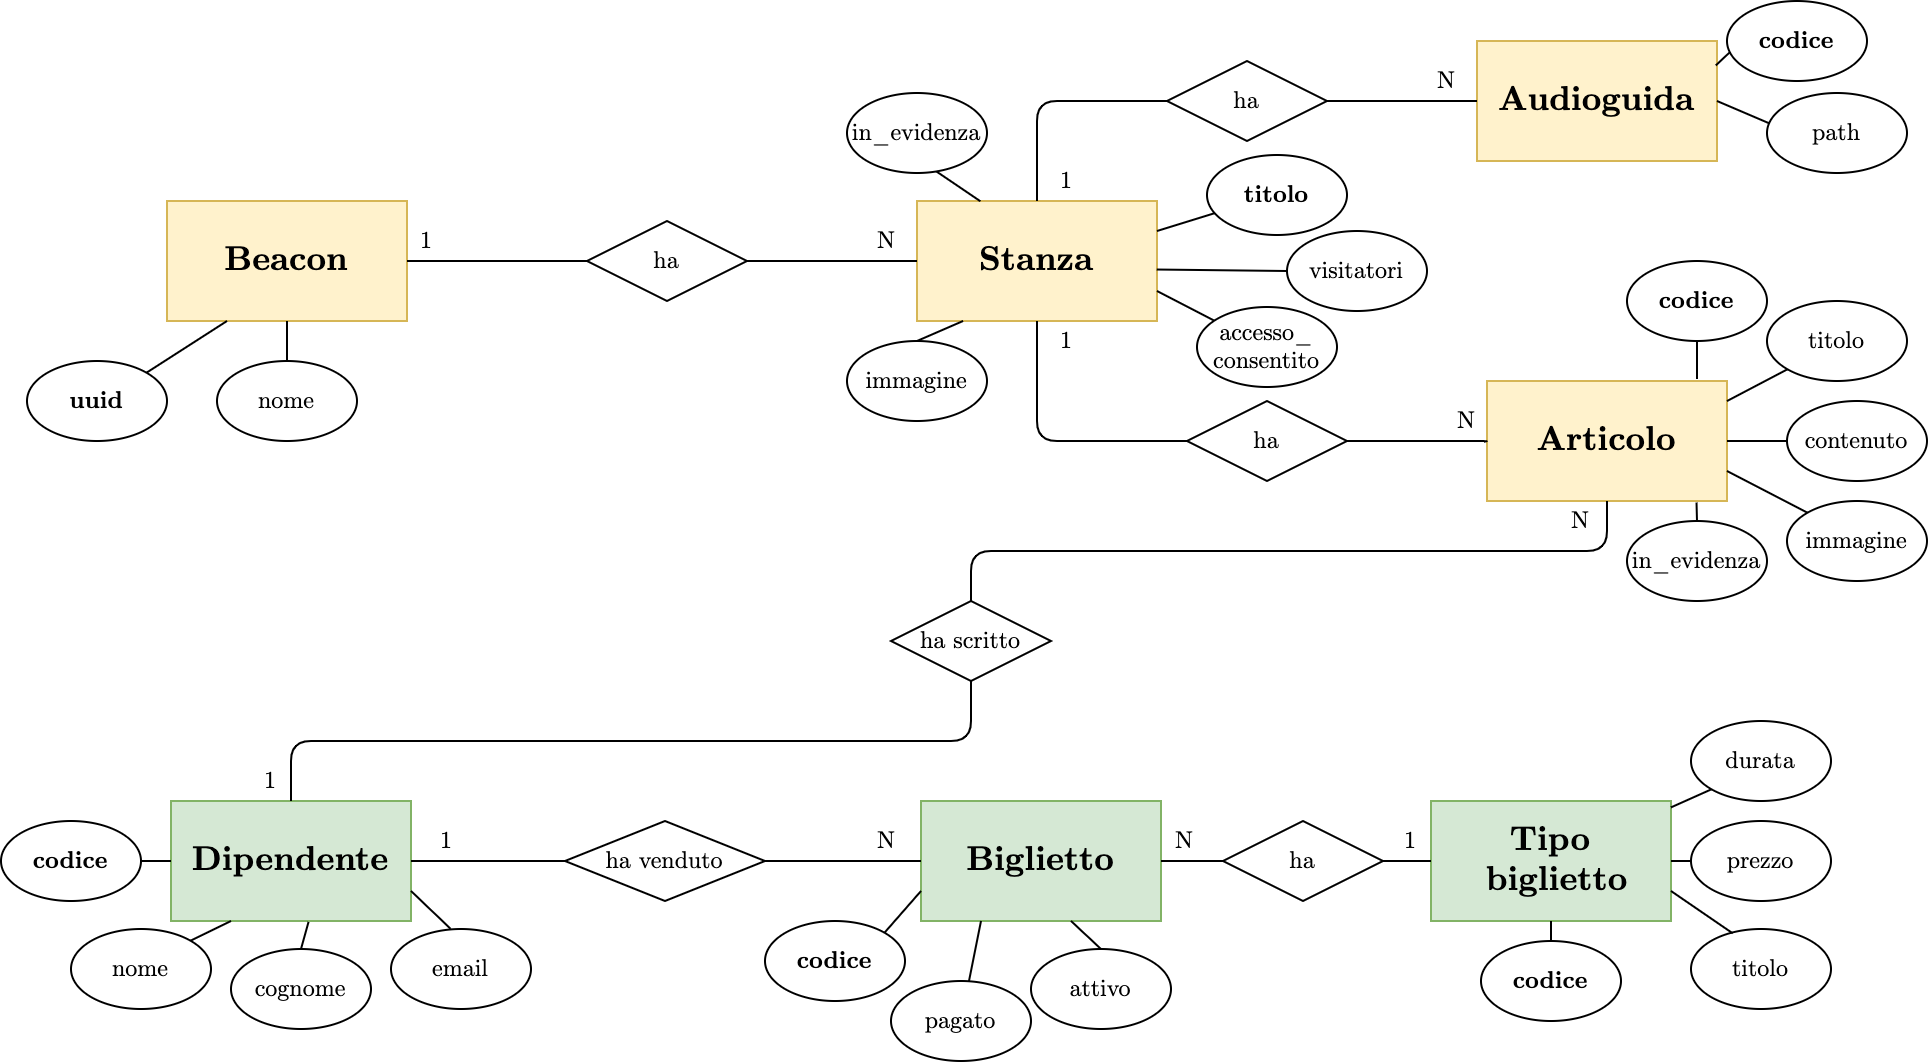 codice
Audioguida
ha
N
path
in_evidenza
1
titolo
Beacon
1
ha
N
Stanza
visitatori
accesso_
consentito
1
immagine
uuid
nome
codice
titolo
ha
N
Articolo
contenuto
N
in_evidenza
immagine
ha scritto
1
durata
codice
Dipendente
1
ha venduto
N
Biglietto
N
ha
1
Tipo
biglietto
prezzo
nome
cognome
email
codice
pagato
attivo
codice
titolo